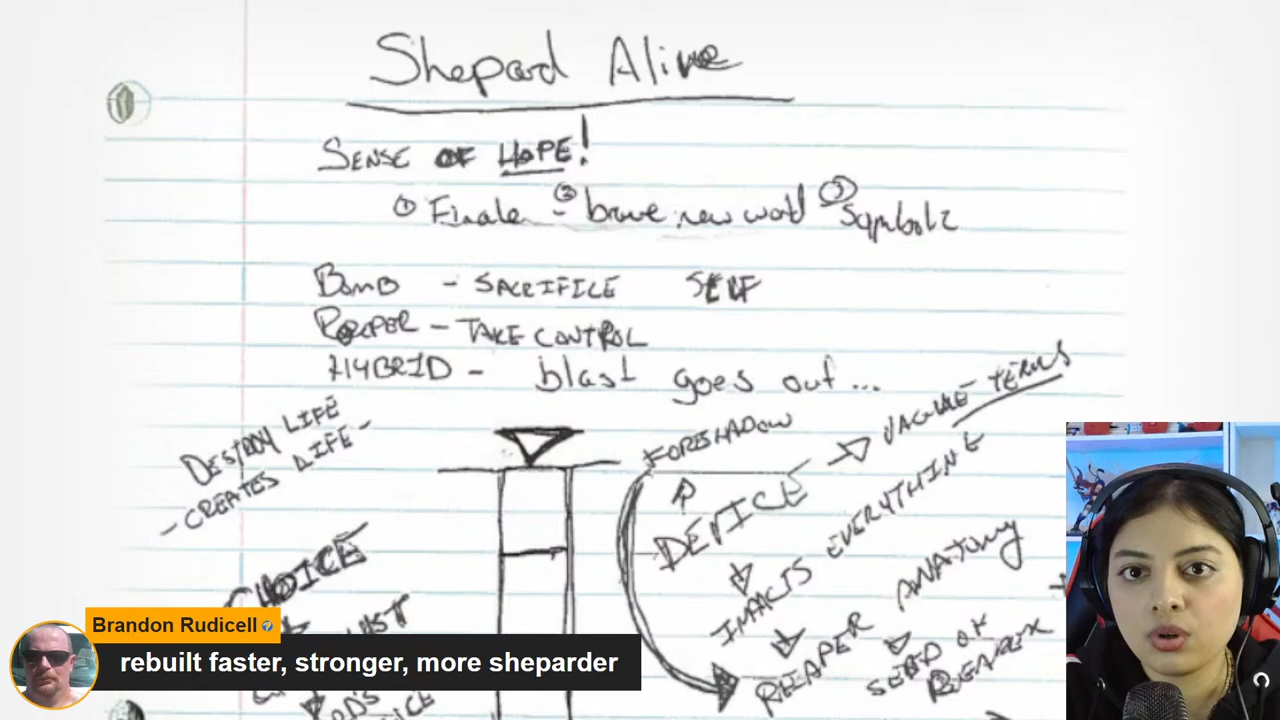 Shepard Alive
SENSE OF HOPE!
① Finale - ② brave new world ③ Symbolz
BOMB - SACRIFICE SELF
REAPER - TAKE CONTROL
HYBRID - blast goes out...
DESTROY LIFE
- CREATES LIFE -
FORESHADOW
DEVICE
VAGUE TERMS
IMPACTS EVERYTHING
REAPER ANATOMY
SEED OF
CHOICE
Brandon Rudicell
rebuilt faster, stronger, more sheparder